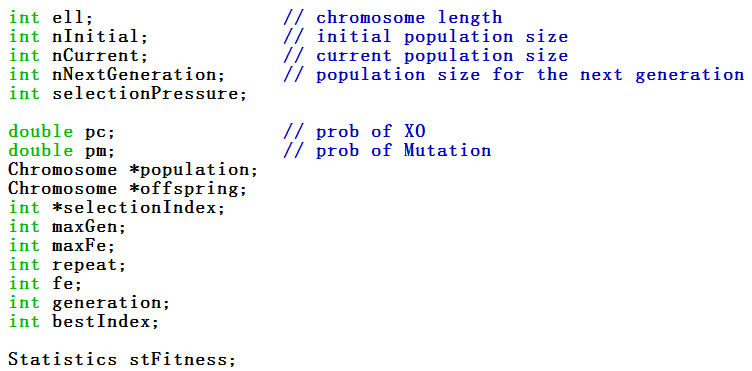 int ell;                // chromosome length
int nInitial;           // initial population size
int nCurrent;           // current population size
int nNextGeneration;    // population size for the next generation
int selectionPressure;

double pc;              // prob of XO
double pm;              // prob of Mutation
Chromosome *population;
Chromosome *offspring;
int *selectionIndex;
int maxGen;
int maxFe;
int repeat;
int fe;
int generation;
int bestIndex;

Statistics stFitness;